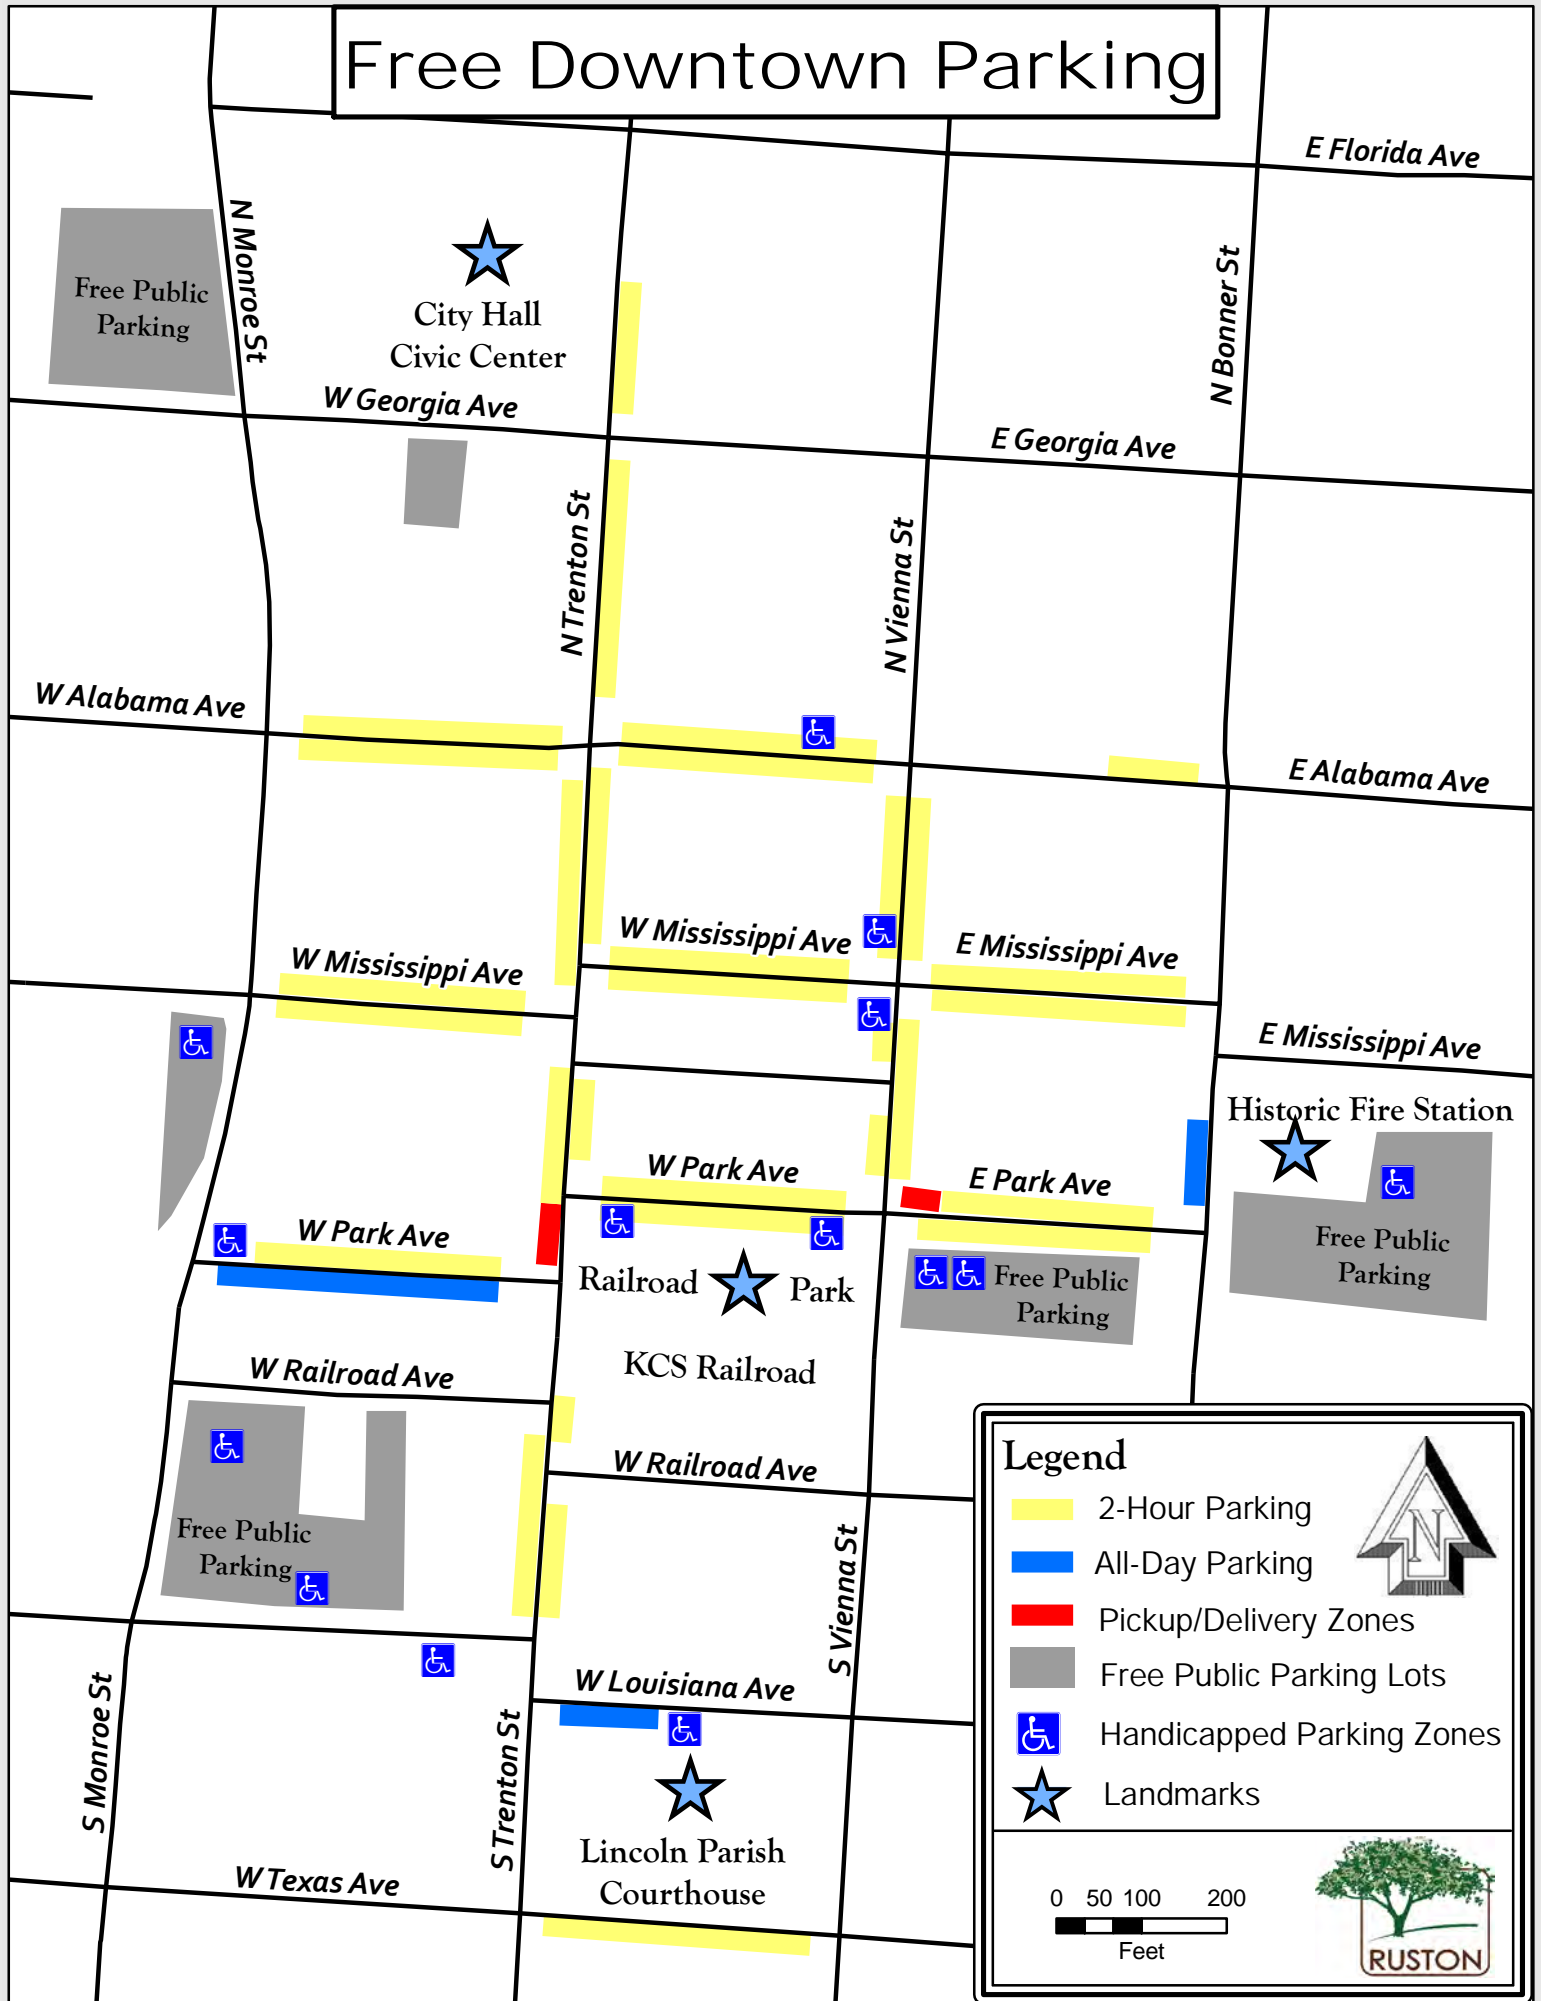 Free Downtown Parking
E Florida Ave
N Monroe St
Free Public
Parking
City Hall
Civic Center
N Bonner St
W Georgia Ave
E Georgia Ave
N Trenton St
N Vienna St
W Alabama Ave
E Alabama Ave
W Mississippi Ave
W Mississippi Ave
E Mississippi Ave
E Mississippi Ave
Historic Fire Station
W Park Ave
E Park Ave
W Park Ave
Free Public
Parking
Railroad Park
Free Public
Parking
KCS Railroad
W Railroad Ave
W Railroad Ave
Free Public
Parking
S Vienna St
S Monroe St
W Louisiana Ave
S Trenton St
Lincoln Parish
Courthouse
W Texas Ave
Legend
N
2-Hour Parking
All-Day Parking
Pickup/Delivery Zones
Free Public Parking Lots
Handicapped Parking Zones
Landmarks
0 50 100 200
Feet
RUSTON